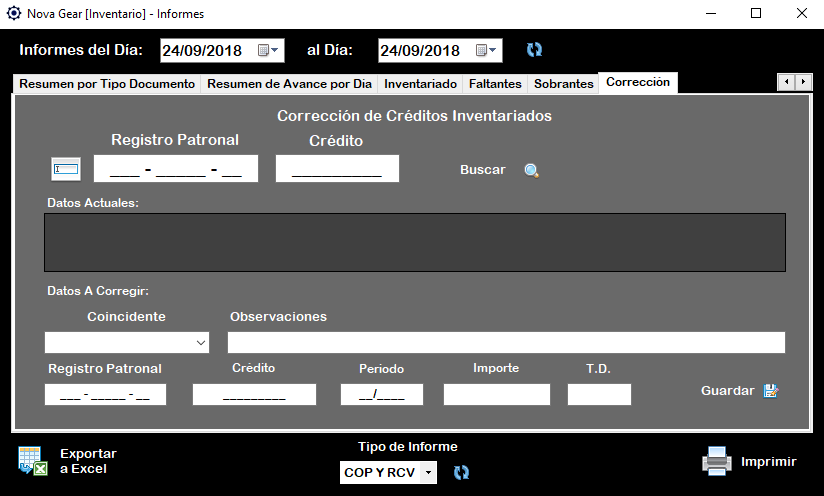 Nova Gear [Inventario] - Informes
Informes del Día: 24/09/2018 al Día: 24/09/2018
Resumen por Tipo Documento Resumen de Avance por Dia Inventariado Faltantes Sobrantes Corrección
Corrección de Créditos Inventariados
Registro Patronal Crédito
___ - _____ - __ _________ Buscar
Datos Actuales:
Datos A Corregir:
Coincidente Observaciones
Registro Patronal Crédito Periodo Importe T.D.
___ - _____ - __ _________ __/____ Guardar
Exportar a Excel
Tipo de Informe
COP Y RCV
Imprimir